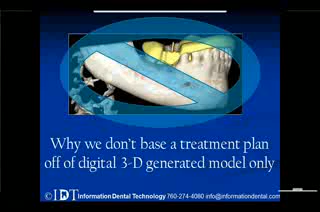 Why we don't base a treatment plan
off of digital 3-D generated model only
© IDT Information Dental Technology 760-274-4060 info@informationdental.com